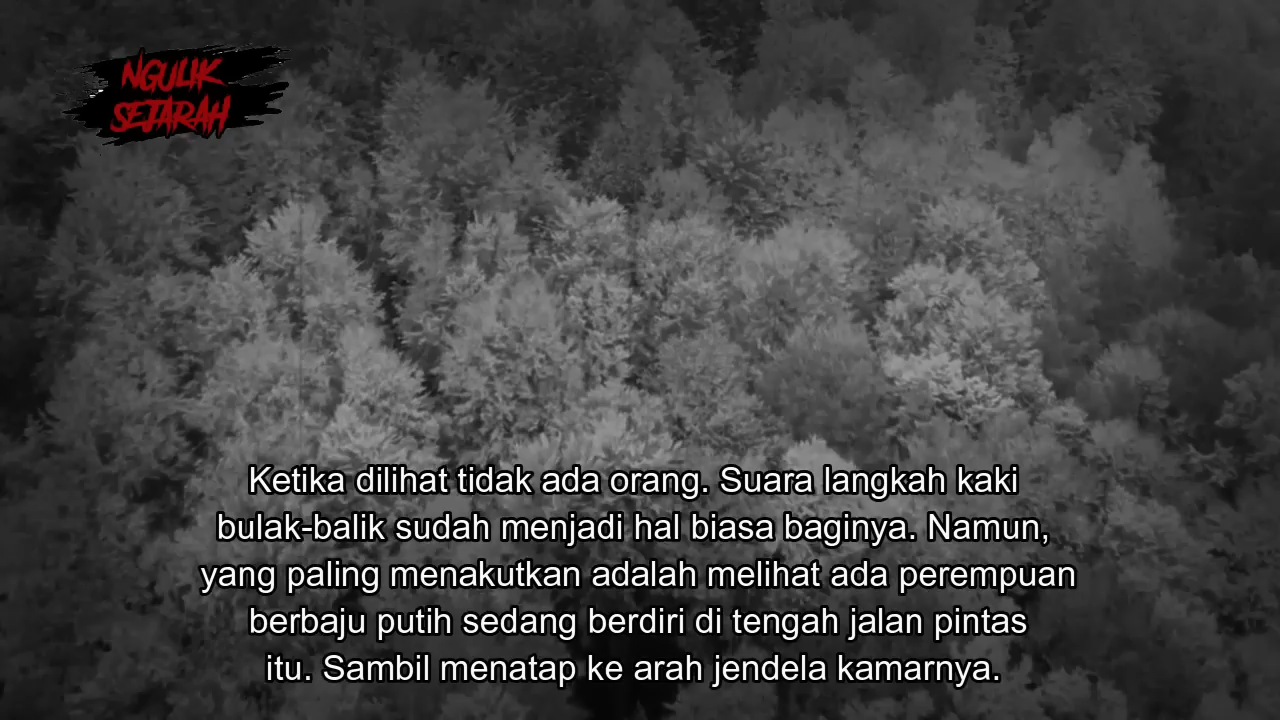 NGULIK
SEJARAH
Ketika dilihat tidak ada orang. Suara langkah kaki
bulak-balik sudah menjadi hal biasa baginya. Namun,
yang paling menakutkan adalah melihat ada perempuan
berbaju putih sedang berdiri di tengah jalan pintas
itu. Sambil menatap ke arah jendela kamarnya.